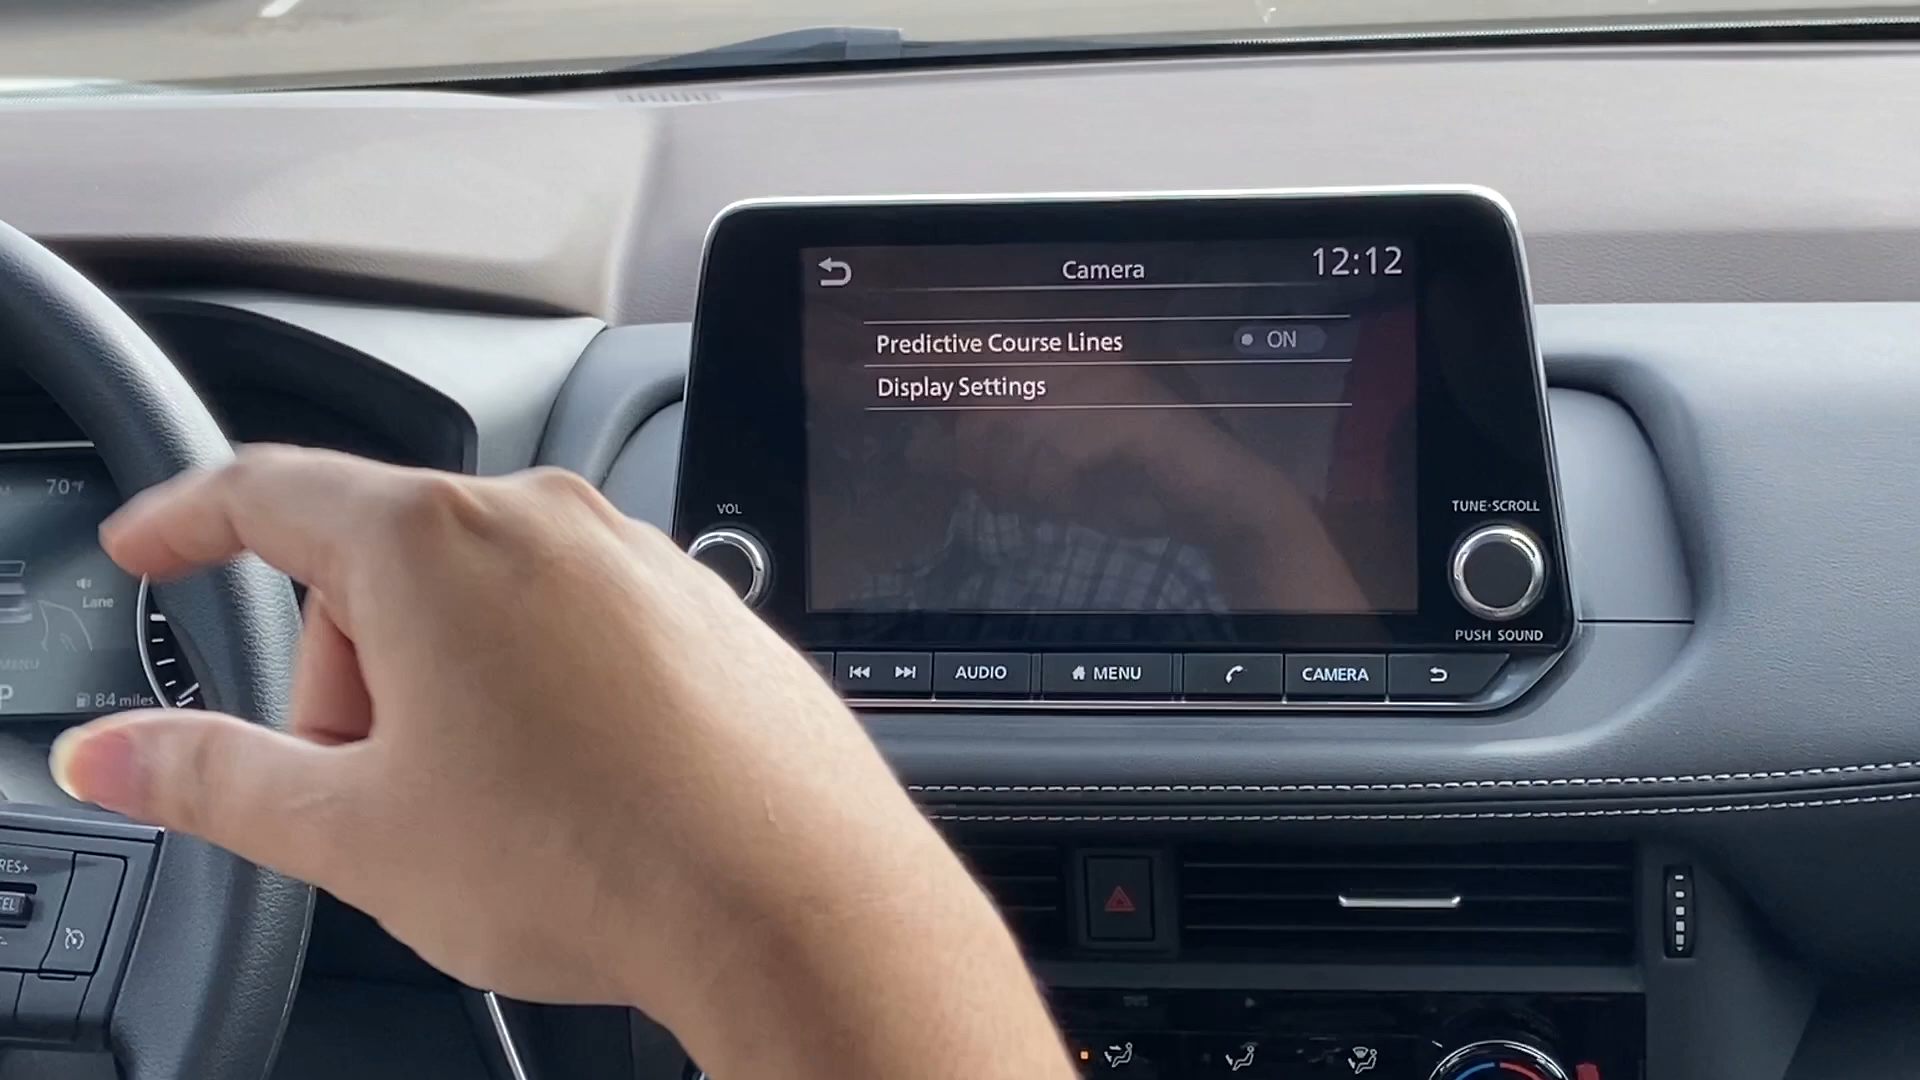 Camera
12:12
Predictive Course Lines
ON
Display Settings
70°F
VOL
TUNE·SCROLL
Lane
PUSH SOUND
MENU
AUDIO
MENU
CAMERA
P
84 miles
RES+